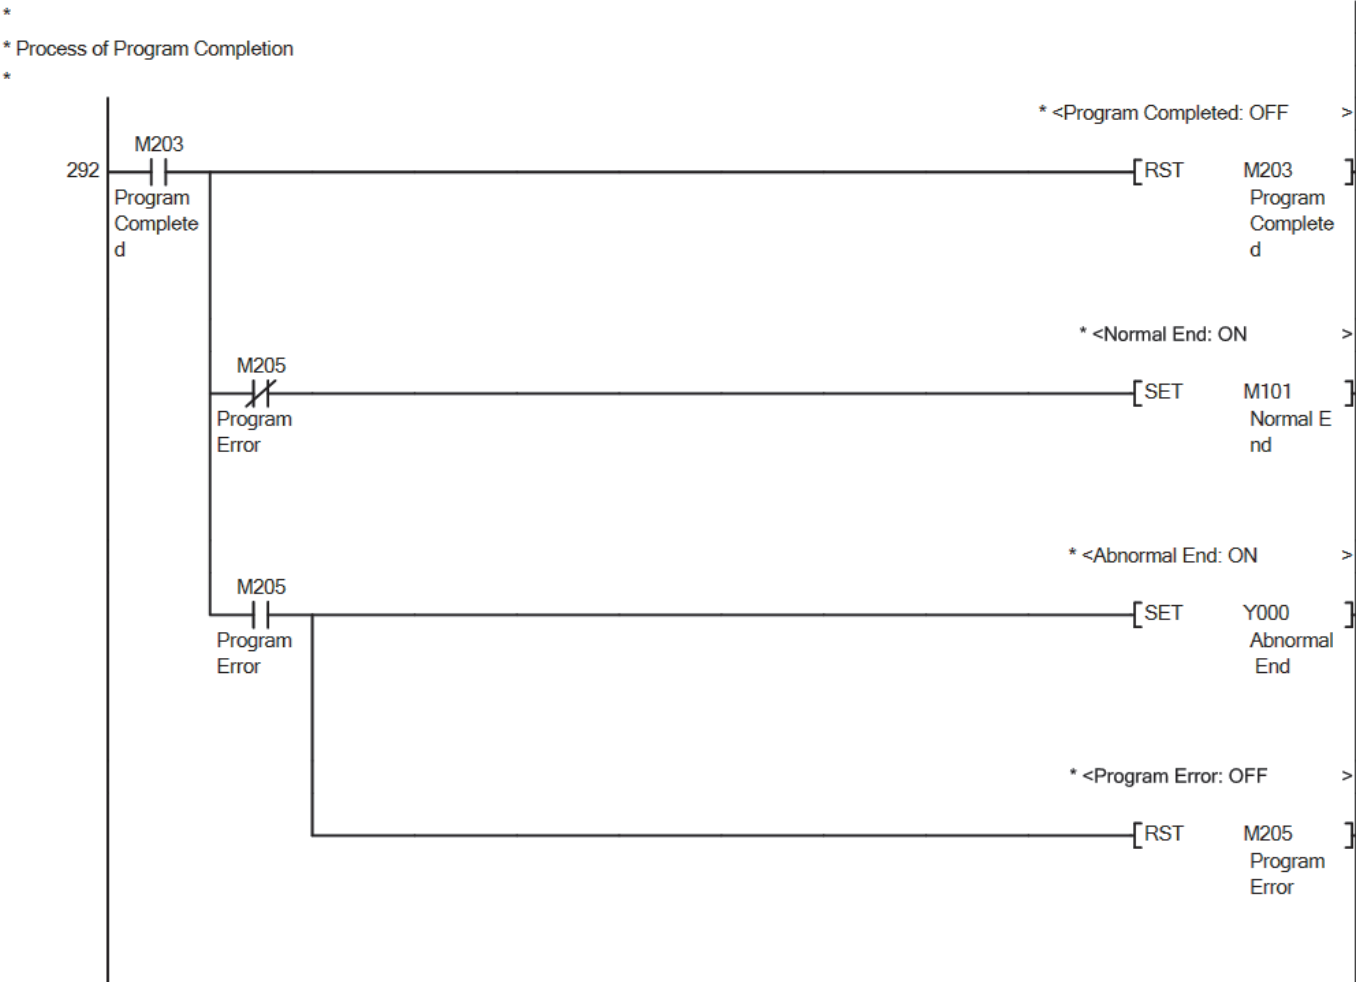 *
* Process of Program Completion
*
* <Program Completed: OFF >
M203
292
RST M203
Program
Complete
d
Program
Complete
d
* <Normal End: ON >
M205
SET M101
Program
Error
Normal E
nd
* <Abnormal End: ON >
M205
SET Y000
Program
Error
Abnormal
End
* <Program Error: OFF >
RST M205
Program
Error